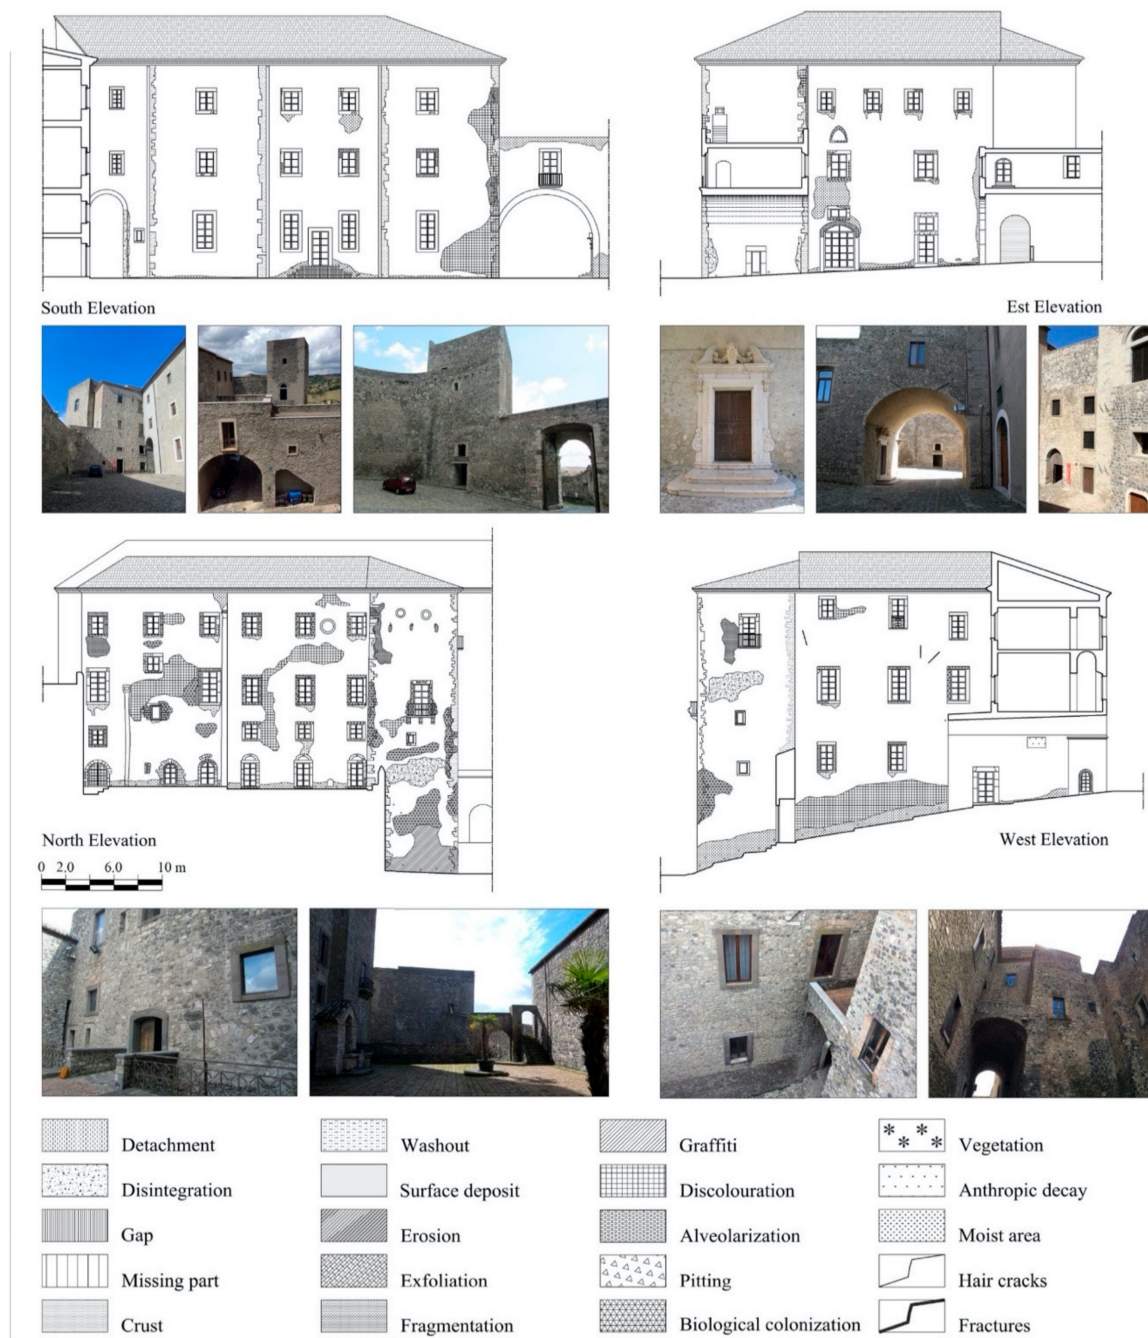 South Elevation
Est Elevation
North Elevation
0 2.0 6.0 10 m
West Elevation
Detachment
Washout
Graffiti
Vegetation
Disintegration
Surface deposit
Discolouration
Anthropic decay
Gap
Erosion
Alveolarization
Moist area
Missing part
Exfoliation
Pitting
Hair cracks
Crust
Fragmentation
Biological colonization
Fractures